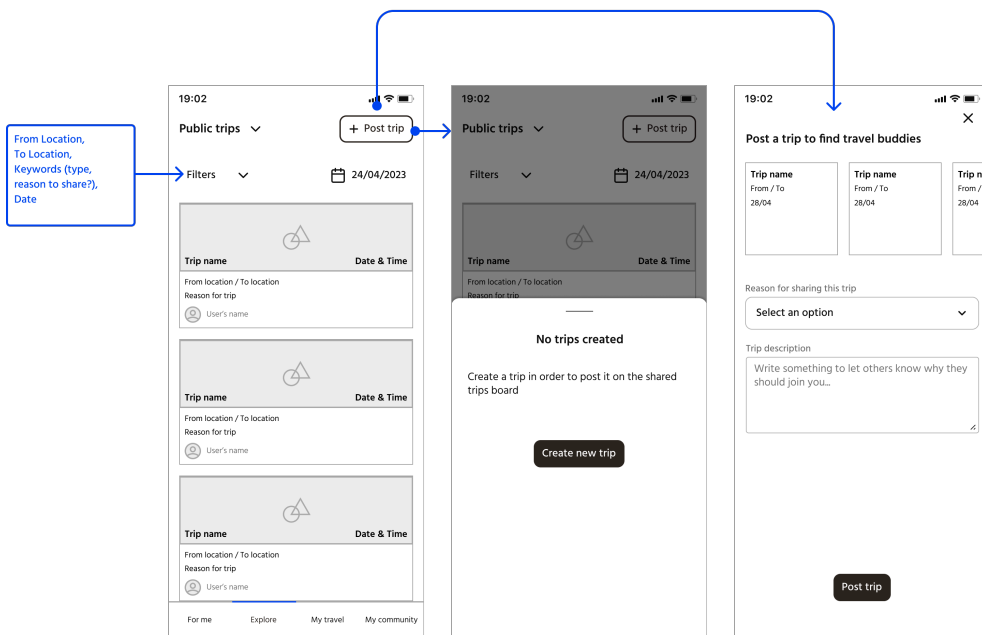 From Location,
To Location,
Keywords (type,
reason to share?),
Date
19:02
Public trips
+ Post trip
Filters
24/04/2023
Trip name
Date & Time
From location / To location
Reason for trip
User's name
Trip name
Date & Time
From location / To location
Reason for trip
User's name
Trip name
Date & Time
From location / To location
Reason for trip
User's name
For me
Explore
My travel
My community
19:02
Public trips
+ Post trip
Filters
24/04/2023
Trip name
Date & Time
From location / To location
Reason for trip
No trips created
Create a trip in order to post it on the shared
trips board
Create new trip
19:02
Post a trip to find travel buddies
Trip name
From / To
28/04
Trip name
From / To
28/04
Trip n
From /
28/04
Reason for sharing this trip
Select an option
Trip description
Write something to let others know why they
should join you...
Post trip